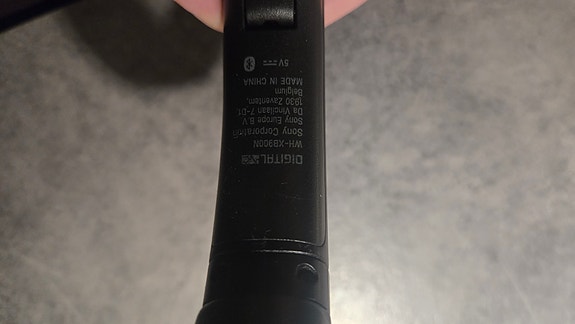 DIGITAL
WH-XB900N
Sony Corporation
Sony Europe B.V.
Da Vincilaan 7-D1,
1930 Zaventem,
Belgium
MADE IN CHINA
5V